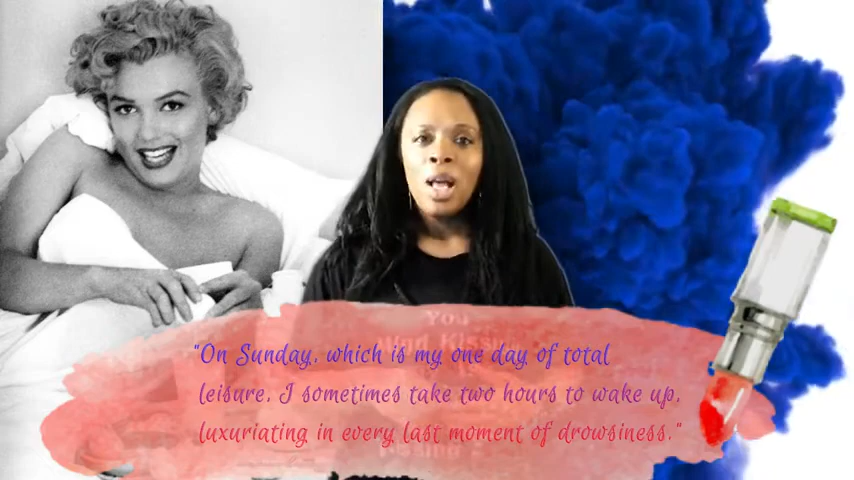 "On Sunday, which is my one day of total
leisure, I sometimes take two hours to wake up,
luxuriating in every last moment of drowsiness."
You